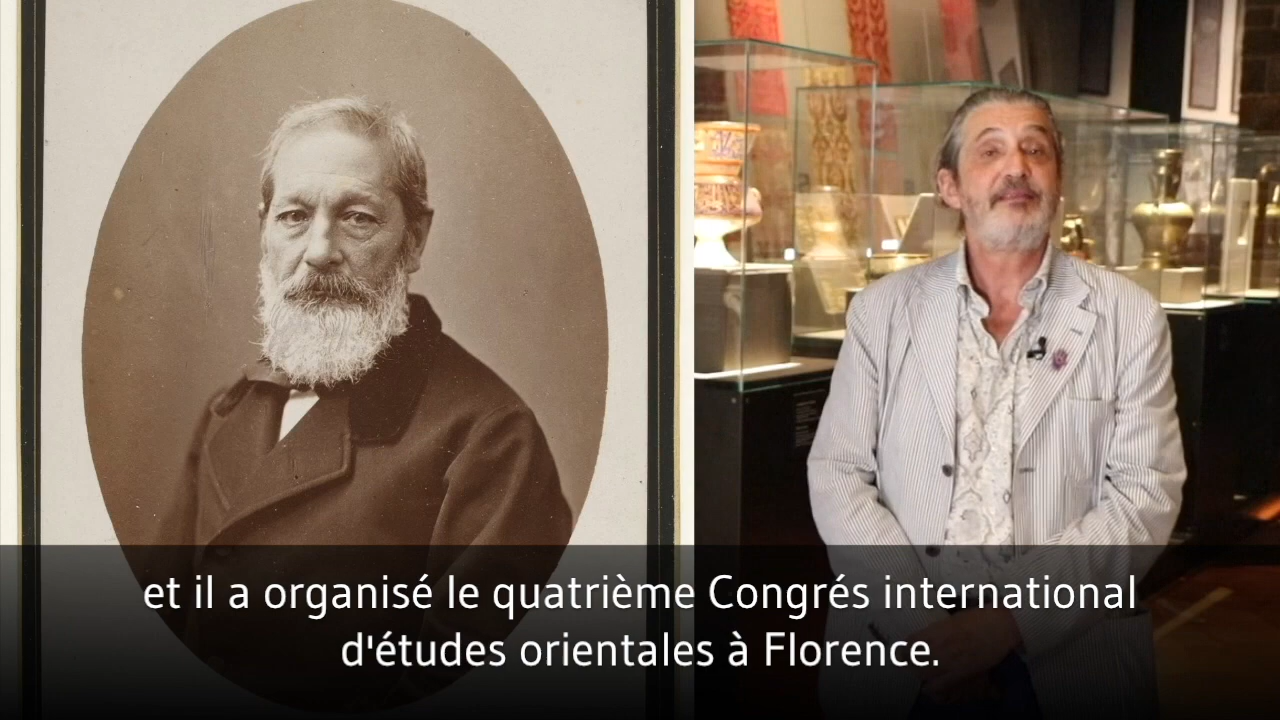 et il a organisé le quatrième Congrés international
d'études orientales à Florence.